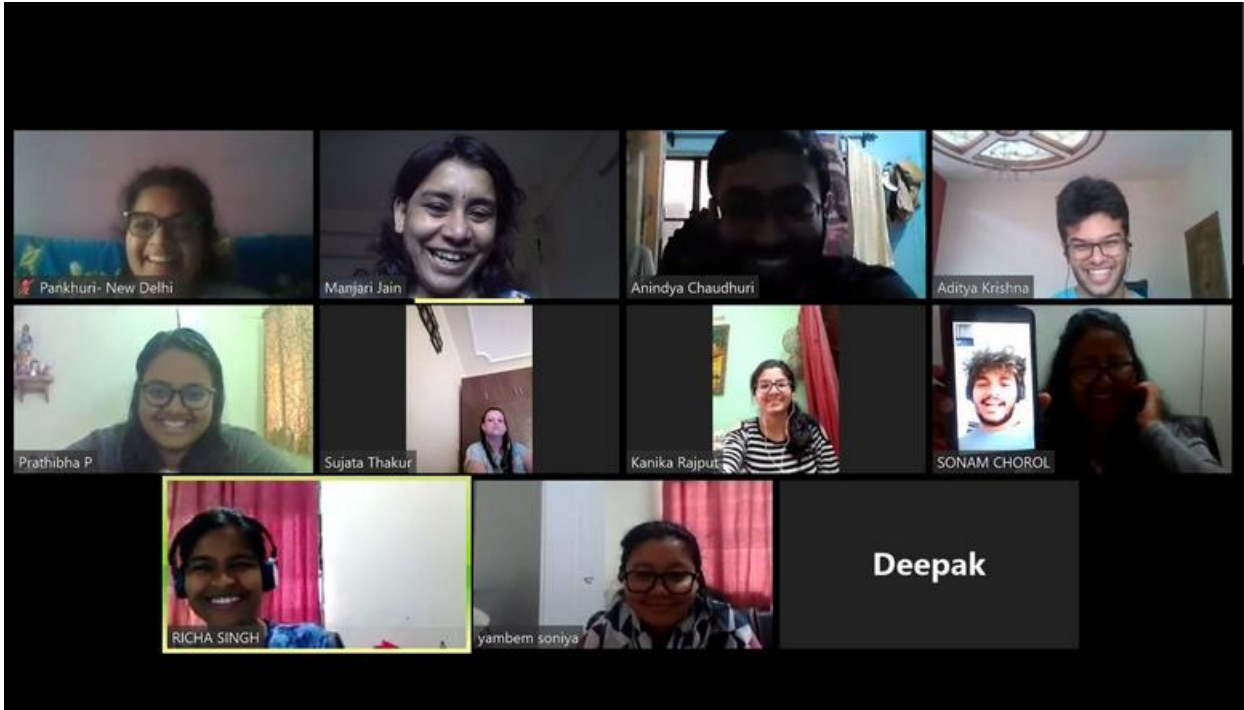 Pankhuri- New Delhi
Manjari Jain
Anindya Chaudhuri
Aditya Krishna
Prathibha P
Sujata Thakur
Kanika Rajput
SONAM CHOROL
RICHA SINGH
yambem soniya
Deepak